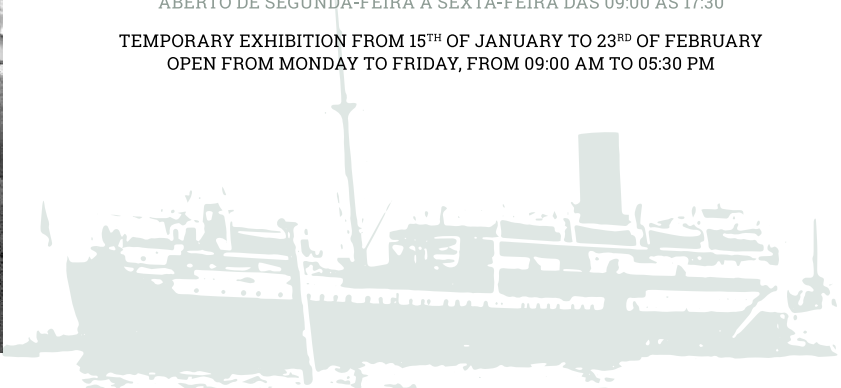 ABERTO DE SEGUNDA-FEIRA A SEXTA-FEIRA DAS 09:00 ÀS 17:30
TEMPORARY EXHIBITION FROM 15TH OF JANUARY TO 23RD OF FEBRUARY
OPEN FROM MONDAY TO FRIDAY, FROM 09:00 AM TO 05:30 PM